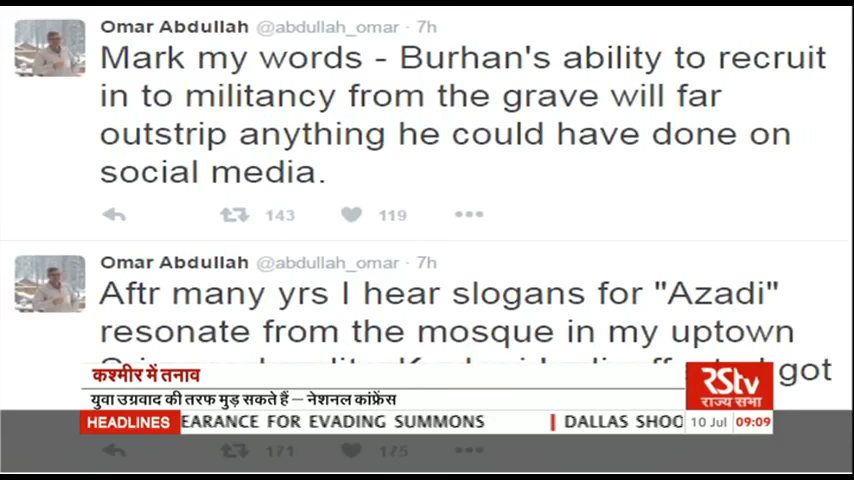 Omar Abdullah @abdullah_omar · 7h
Mark my words - Burhan's ability to recruit
in to militancy from the grave will far
outstrip anything he could have done on
social media.
143 119
Omar Abdullah @abdullah_omar · 7h
Aftr many yrs I hear slogans for "Azadi"
resonate from the mosque in my uptown
got
कश्मीर में तनाव
युवा उग्रवाद की तरफ मुड़ सकते हैं – नेशनल कांफ्रेंस
RSTV
राज्य सभा
HEADLINES EARANCE FOR EVADING SUMMONS | DALLAS SHOO 10 Jul 09:09
171 175